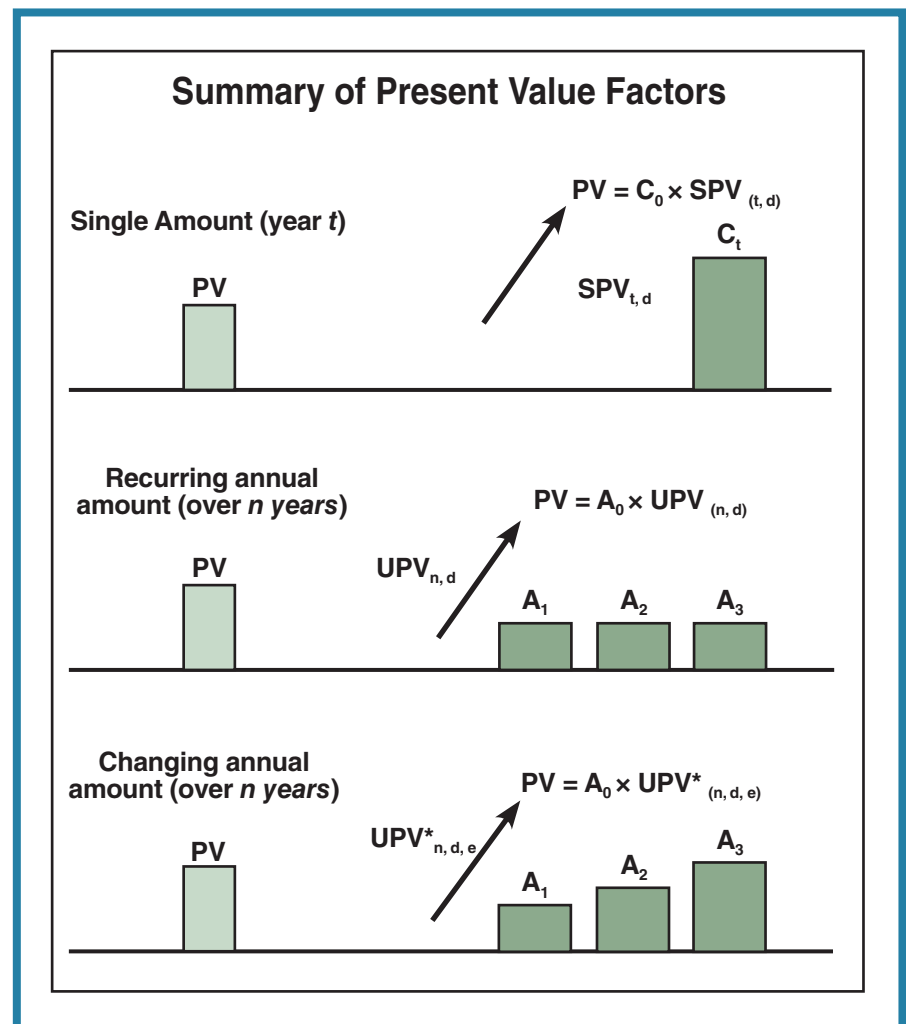 Summary of Present Value Factors
Single Amount (year t)
PV = C₀ × SPV (t, d)
Cₜ
SPVt, d
PV
Recurring annual
amount (over n years)
PV = A₀ × UPV (n, d)
UPVn, d
PV
A₁ A₂ A₃
Changing annual
amount (over n years)
PV = A₀ × UPV* (n, d, e)
UPV*n, d, e
PV
A₁ A₂ A₃